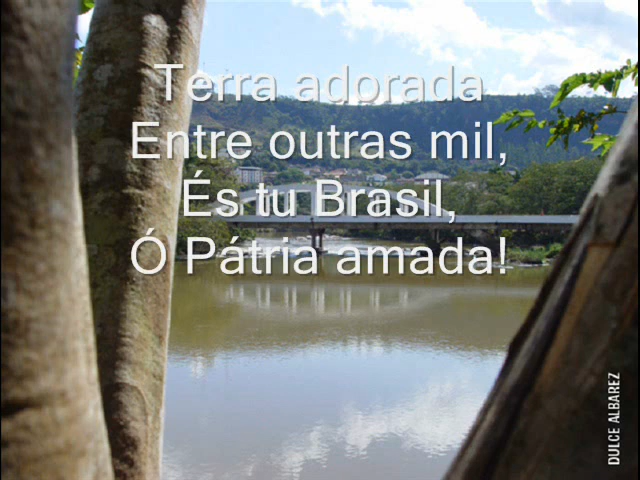 Terra adorada
Entre outras mil,
És tu Brasil,
Ó Pátria amada!
DULCE ALBAREZ